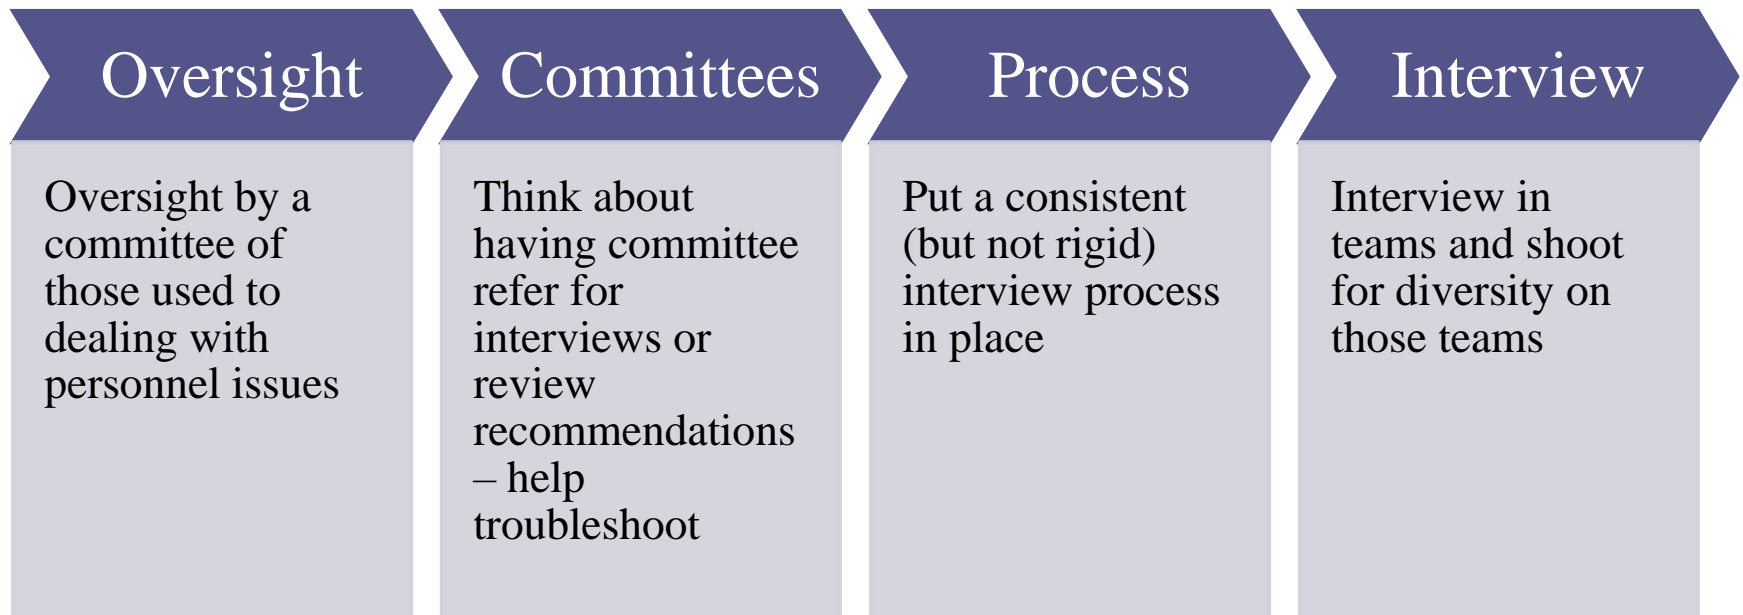 Oversight
Committees
Process
Interview
Oversight by a
committee of
those used to
dealing with
personnel issues
Think about
having committee
refer for
interviews or
review
recommendations
– help
troubleshoot
Put a consistent
(but not rigid)
interview process
in place
Interview in
teams and shoot
for diversity on
those teams